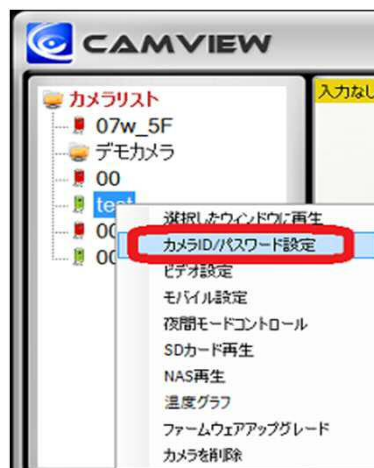 CAMVIEW
カメラリスト
入力なし
07w_5F
デモカメラ
00
test
選択したウィンドウに再生
00
カメラID/パスワード設定
00
ビデオ設定
モバイル設定
夜間モードコントロール
SDカード再生
NAS再生
温度グラフ
ファームウェアアップグレード
カメラを削除